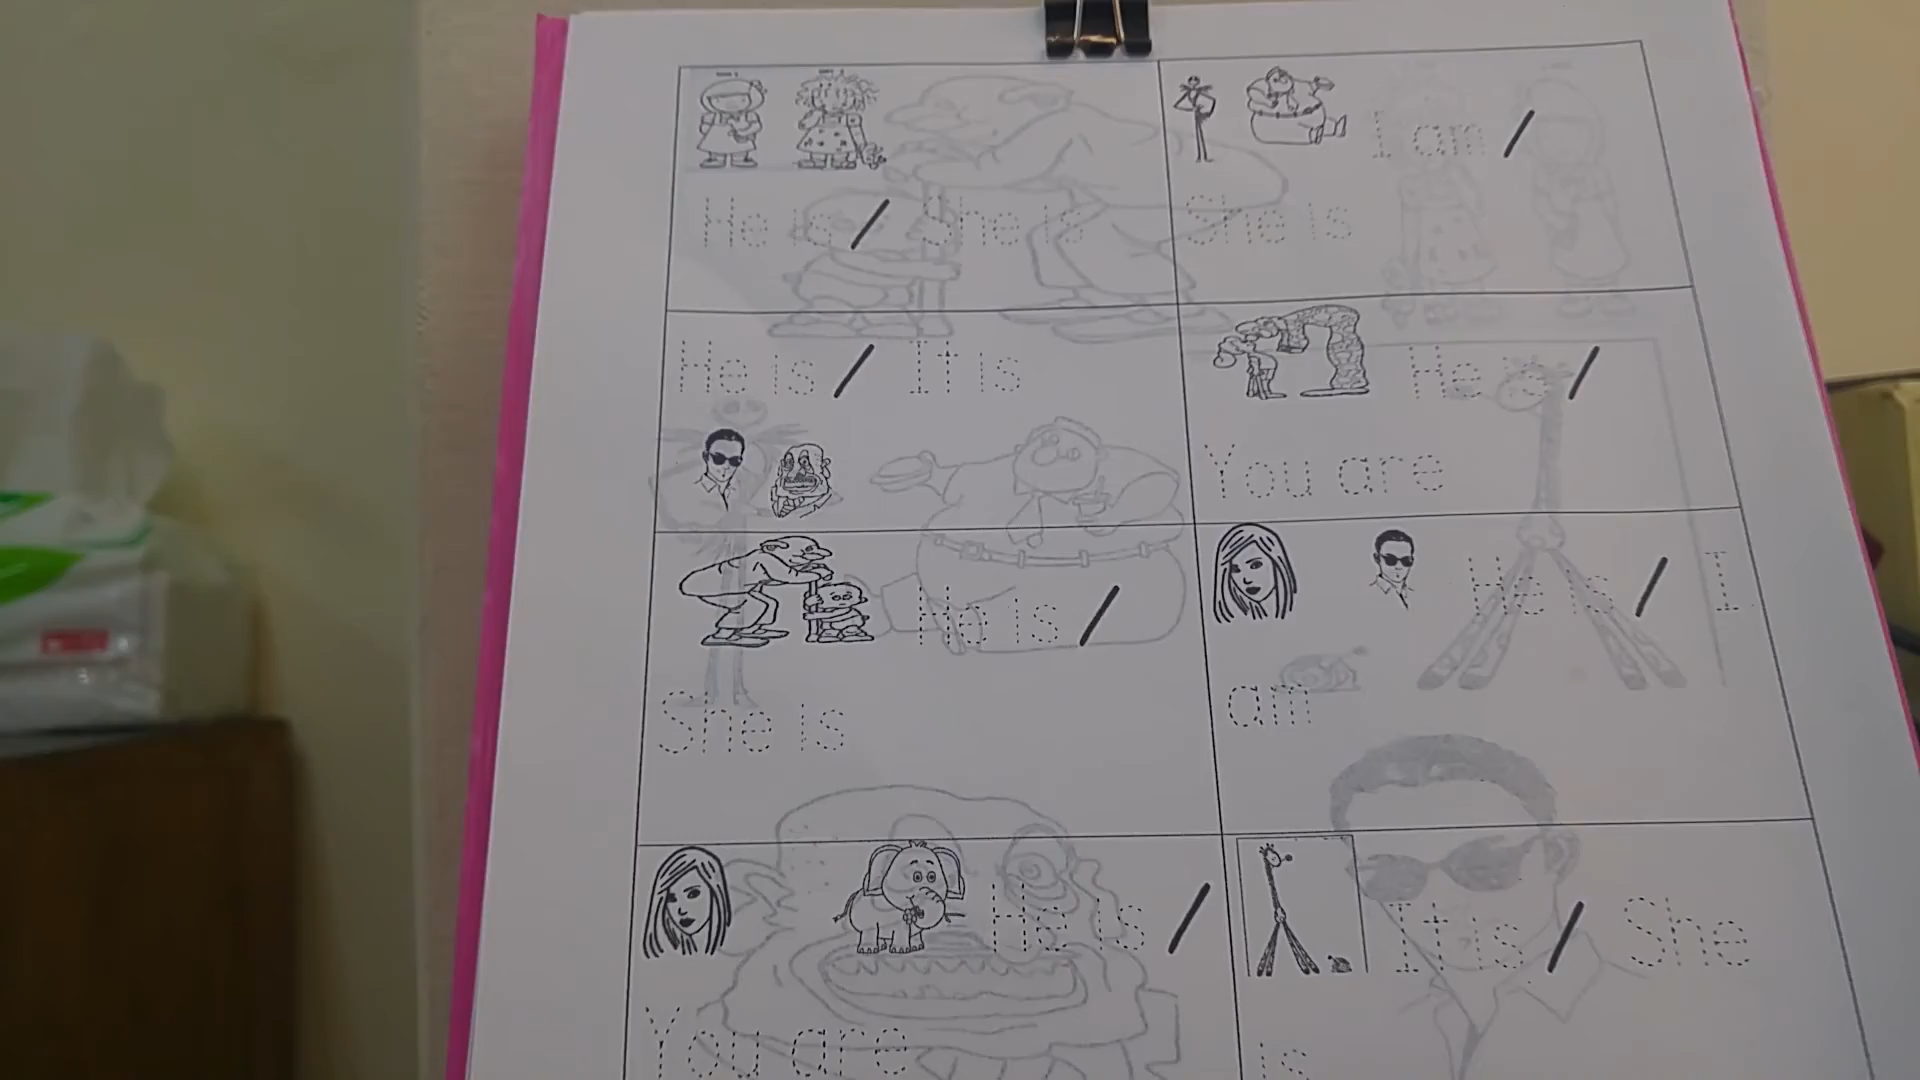 He is / She is
I am /
She is
He is / It is
He is /
You are
He is /
She is
He is / I
am
He is /
You are
It is / She
is